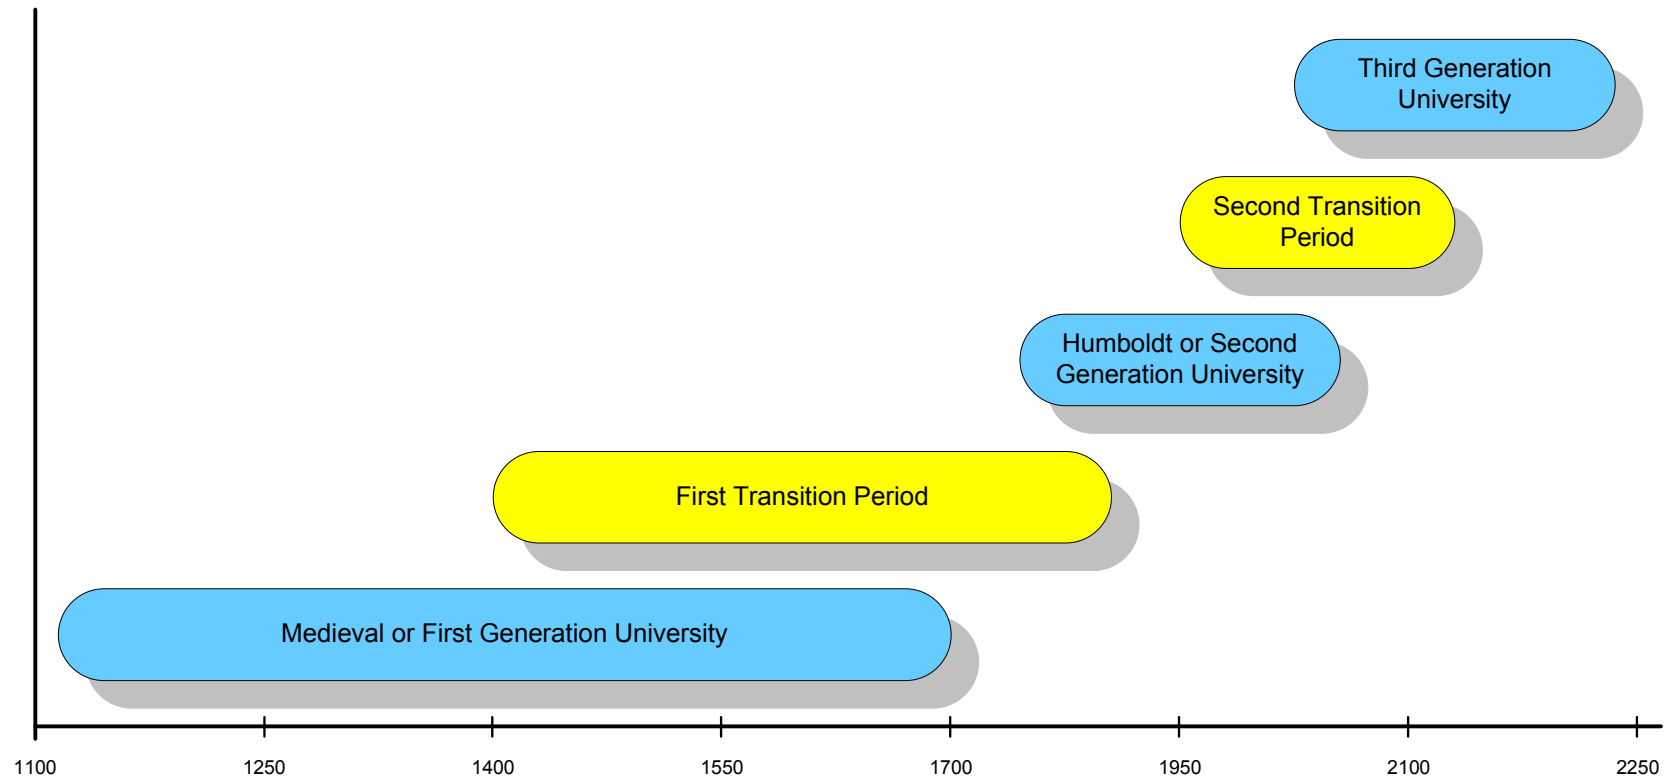 Third Generation
University
Second Transition
Period
Humboldt or Second
Generation University
First Transition Period
Medieval or First Generation University
1100 1250 1400 1550 1700 1950 2100 2250